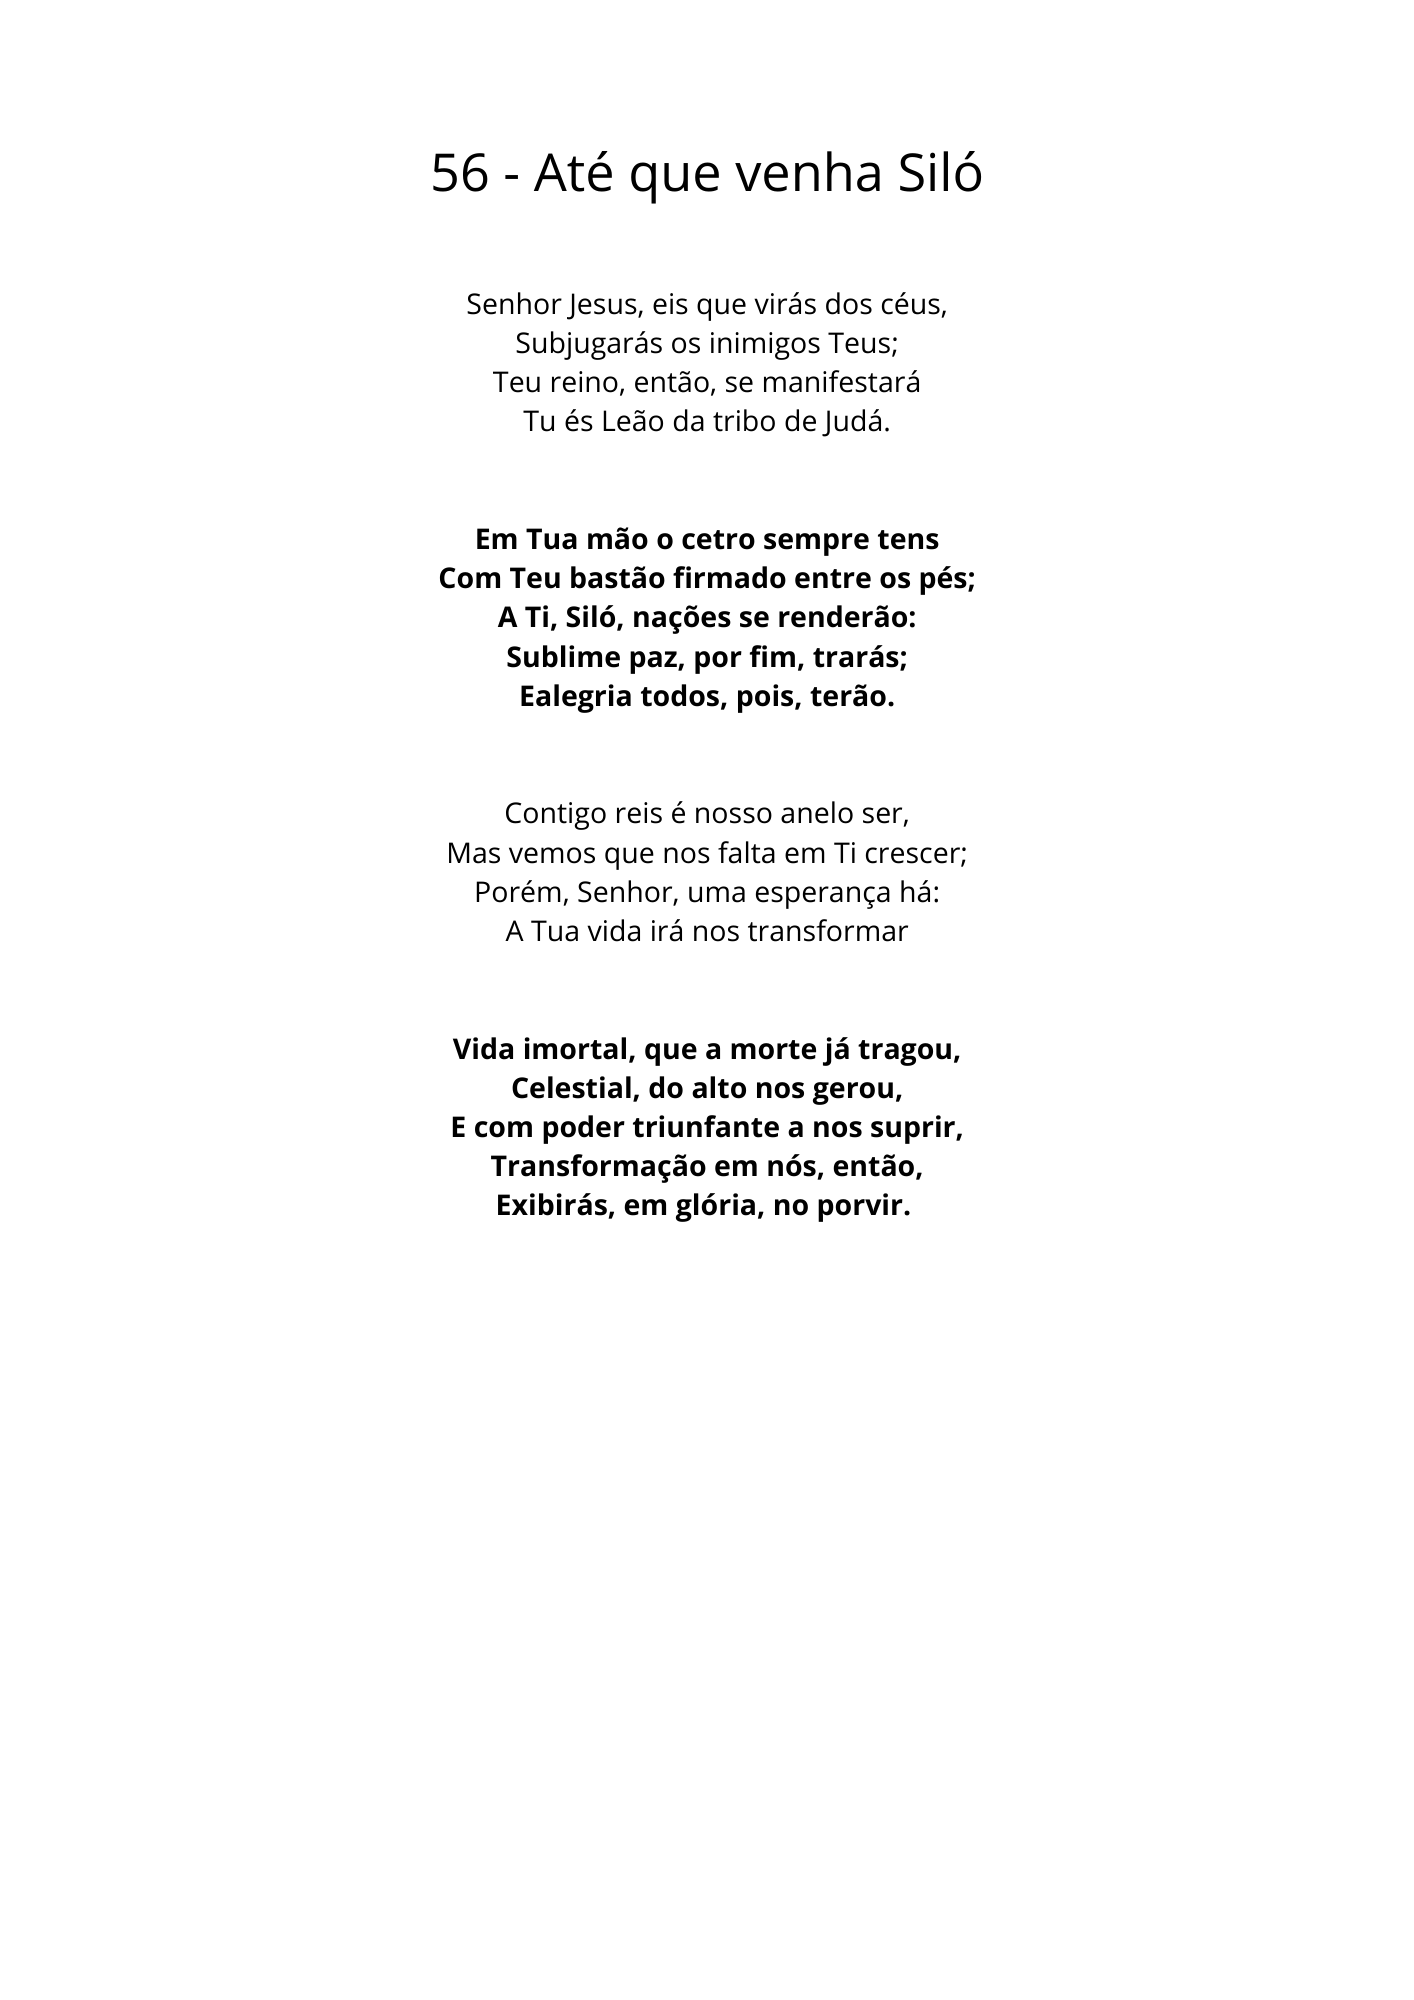 56 - Até que venha Siló
Senhor Jesus, eis que virás dos céus,
Subjugarás os inimigos Teus;
Teu reino, então, se manifestará
Tu és Leão da tribo de Judá.
Em Tua mão o cetro sempre tens
Com Teu bastão firmado entre os pés;
A Ti, Siló, nações se renderão:
Sublime paz, por fim, trarás;
Ealegria todos, pois, terão.
Contigo reis é nosso anelo ser,
Mas vemos que nos falta em Ti crescer;
Porém, Senhor, uma esperança há:
A Tua vida irá nos transformar
Vida imortal, que a morte já tragou,
Celestial, do alto nos gerou,
E com poder triunfante a nos suprir,
Transformação em nós, então,
Exibirás, em glória, no porvir.